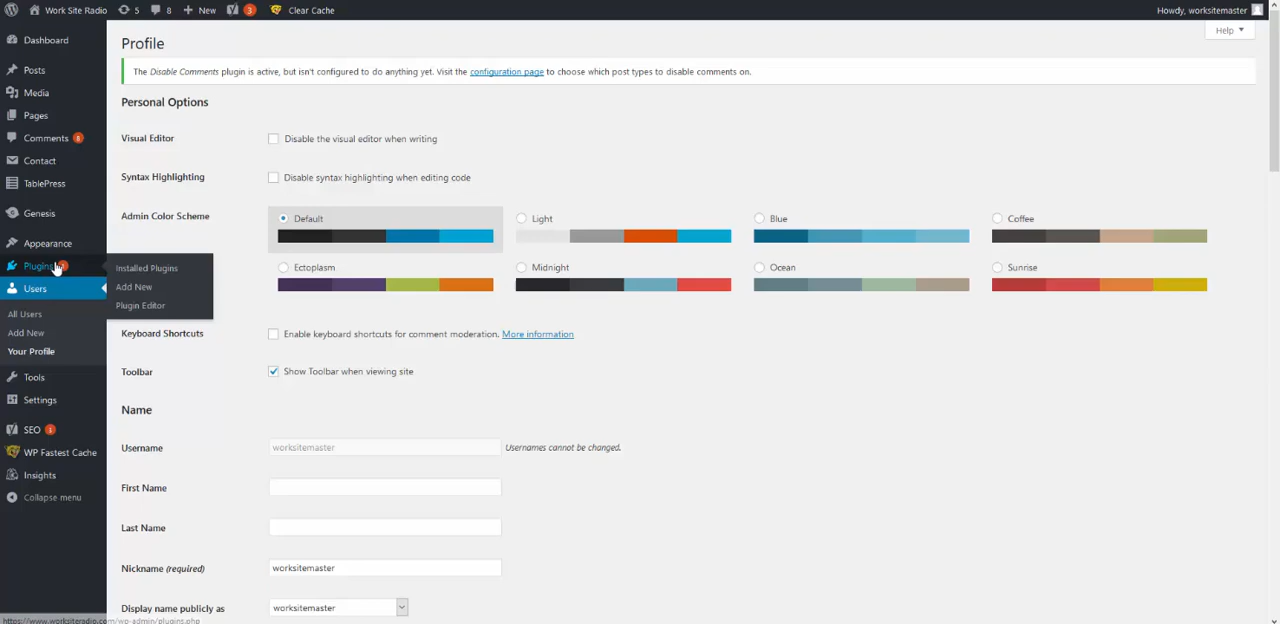 Work Site Radio 5 8 New 3 Clear Cache Howdy, worksitemaster
Help
Dashboard
Posts
Media
Pages
Comments 8
Contact
TablePress
Genesis
Appearance
Plugins
Installed Plugins
Add New
Plugin Editor
Users
All Users
Add New
Your Profile
Tools
Settings
SEO 1
WP Fastest Cache
Insights
Collapse menu
Profile
The Disable Comments plugin is active, but isn't configured to do anything yet. Visit the configuration page to choose which post types to disable comments on.
Personal Options
Visual Editor Disable the visual editor when writing
Syntax Highlighting Disable syntax highlighting when editing code
Admin Color Scheme Default Light Blue Coffee
Ectoplasm Midnight Ocean Sunrise
Keyboard Shortcuts Enable keyboard shortcuts for comment moderation. More information
Toolbar Show Toolbar when viewing site
Name
Username worksitemaster Usernames cannot be changed.
First Name
Last Name
Nickname (required) worksitemaster
Display name publicly as worksitemaster
https://www.worksiteradio.com/wp-admin/plugins.php